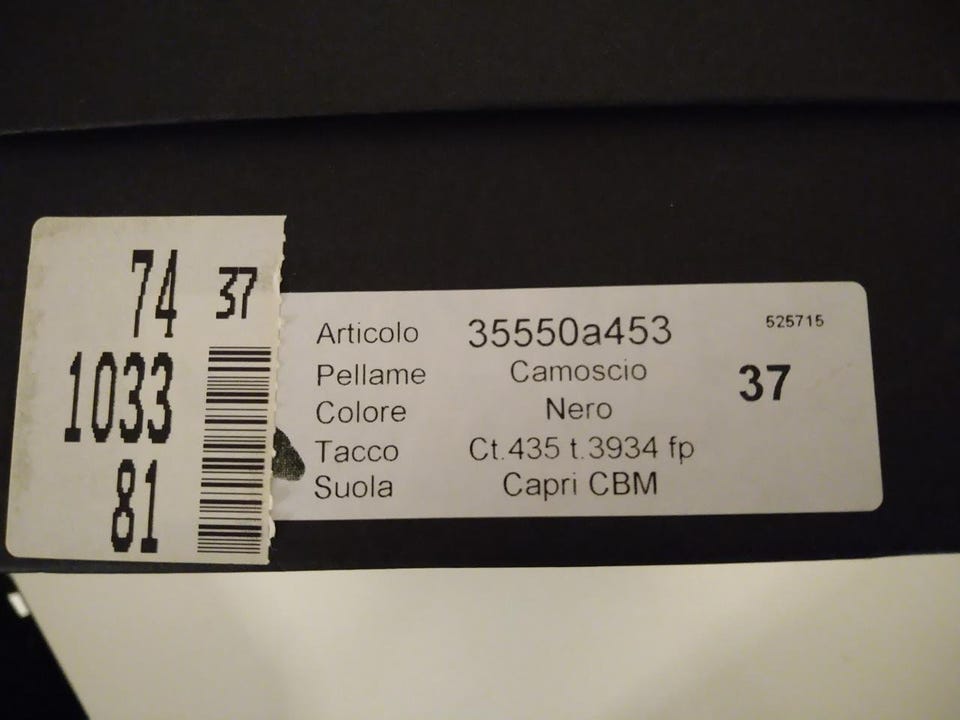 74 37
1033
81
525715
Articolo 35550a453
Pellame Camoscio
37
Colore Nero
Tacco Ct.435 t.3934 fp
Suola Capri CBM